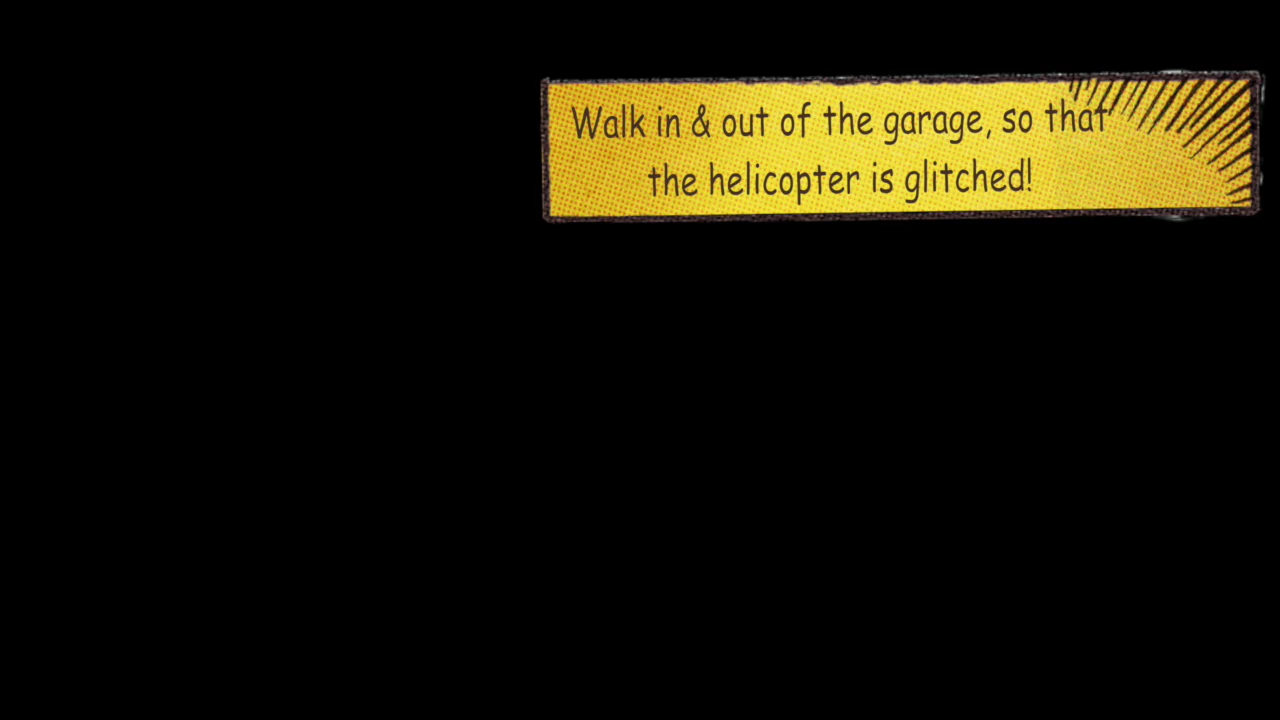 Walk in & out of the garage, so that
the helicopter is glitched!